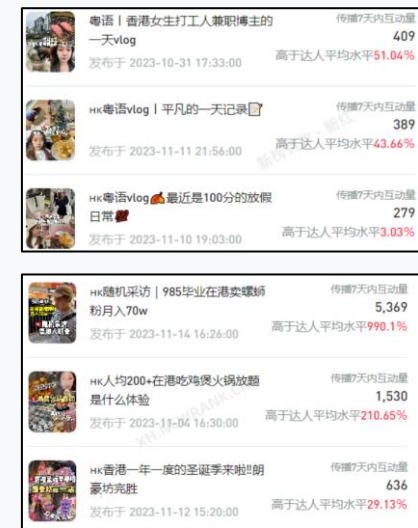 粤语丨香港女生打工人兼职博主的
一天vlog
发布于 2023-10-31 17:33:00
传播7天内互动量
409
高于达人平均水平51.04%
HK粤语vlog丨平凡的一天记录📝
发布于 2023-11-11 21:56:00
传播7天内互动量
389
高于达人平均水平43.66%
HK粤语vlog💰最近是100分的放假
日常💯
发布于 2023-11-10 19:03:00
传播7天内互动量
279
高于达人平均水平3.03%
HK随机采访｜985毕业在港卖螺蛳
粉月入70w
发布于 2023-11-14 16:26:00
传播7天内互动量
5,369
高于达人平均水平990.1%
HK人均200+在港吃鸡煲火锅放题
是什么体验
发布于 2023-11-04 16:30:00
传播7天内互动量
1,530
高于达人平均水平210.65%
HK香港一年一度的圣诞季来啦‼朗
豪坊完胜
发布于 2023-11-12 15:20:00
传播7天内互动量
636
高于达人平均水平29.13%